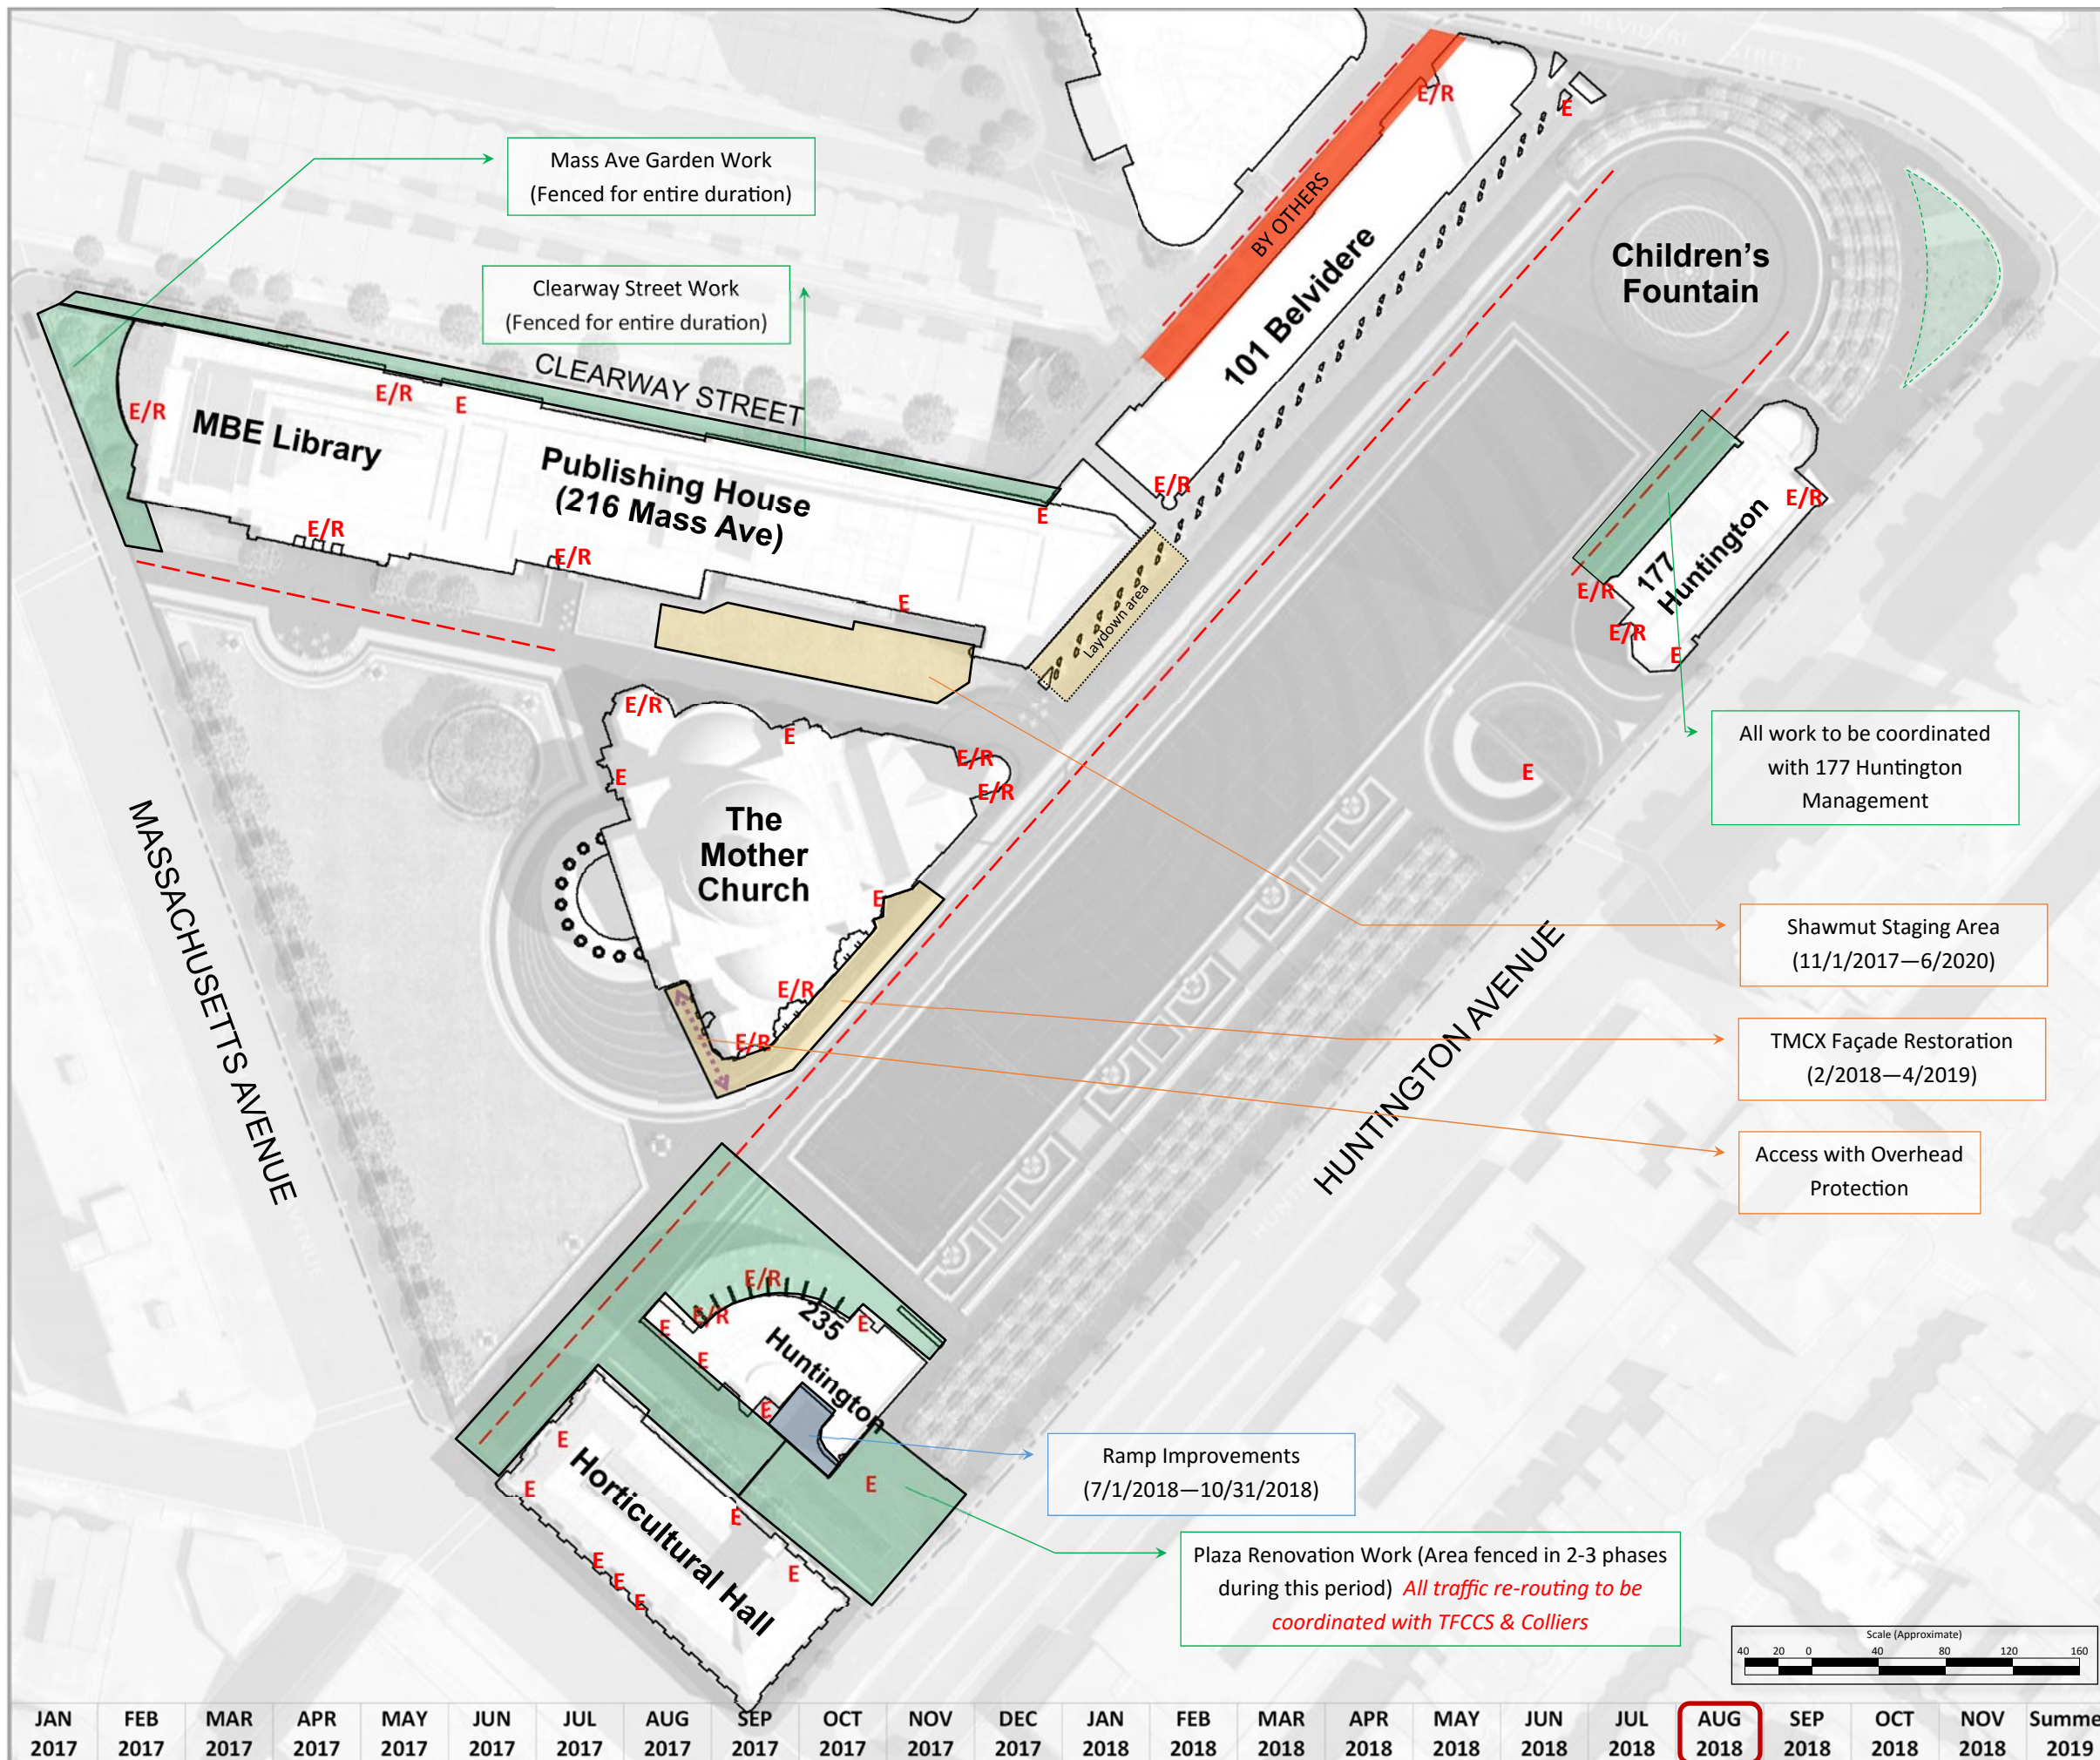 BELVIDERE STREET
E/R
E
Mass Ave Garden Work
(Fenced for entire duration)
BY OTHERS
Children’s
Fountain
101 Belvidere
Clearway Street Work
(Fenced for entire duration)
CLEARWAY STREET
E/R
E
E/R
MBE Library
Publishing House
(216 Mass Ave)
E/R
E/R
E
E/R
E/R
E
177
Huntington
E/R
E/R
E
Laydown area
E/R
E
E/R
E
E/R
E
All work to be coordinated
with 177 Huntington
Management
MASSACHUSETTS AVENUE
The
Mother
Church
E
E/R
E/R
HUNTINGTON AVENUE
Shawmut Staging Area
(11/1/2017—6/2020)
TMCX Façade Restoration
(2/2018—4/2019)
Access with Overhead
Protection
E/R
E/R
E
E
E
E
235
Huntington
E
E
E
E
E
E
E
E
E
Horticultural Hall
Ramp Improvements
(7/1/2018—10/31/2018)
Plaza Renovation Work (Area fenced in 2-3 phases
during this period) All traffic re-routing to be
coordinated with TFCCS & Colliers
Scale (Approximate)
40 20 0 40 80 120 160
JAN FEB MAR APR MAY JUN JUL AUG SEP OCT NOV DEC JAN FEB MAR APR MAY JUN JUL AUG SEP OCT NOV Summe
2017 2017 2017 2017 2017 2017 2017 2017 2017 2017 2017 2017 2018 2018 2018 2018 2018 2018 2018 2018 2018 2018 2018 2019